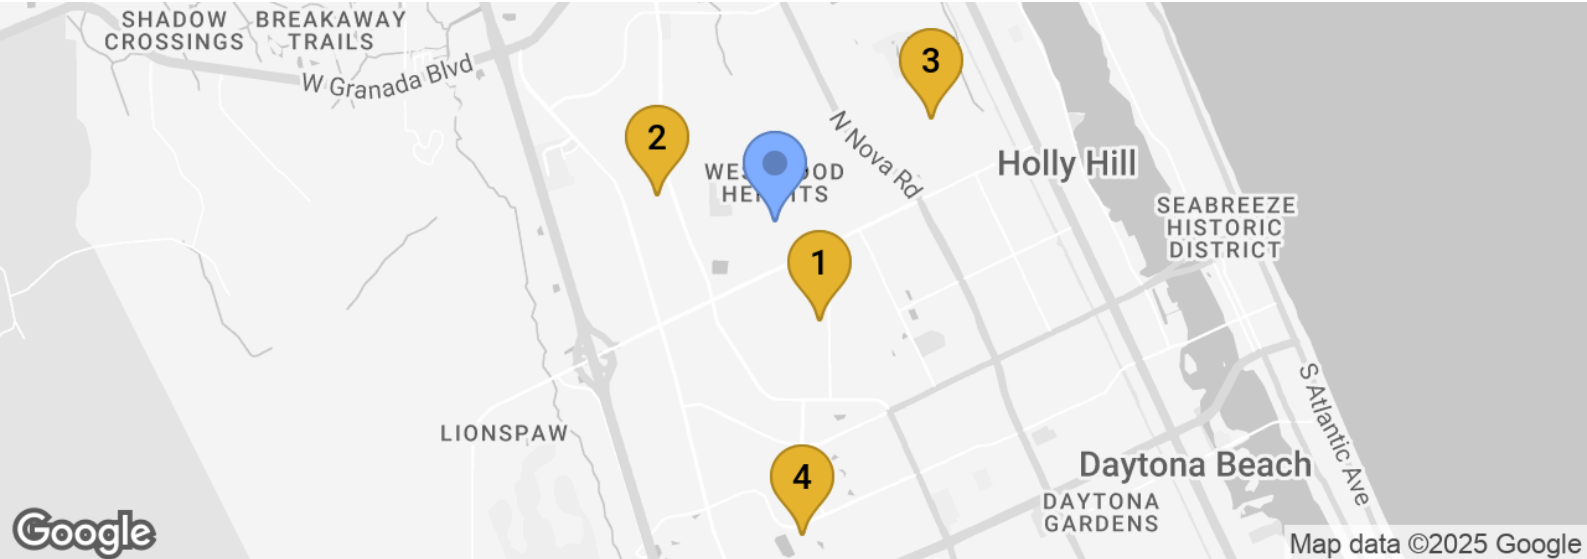 SHADOW
CROSSINGS
BREAKAWAY
TRAILS
W Granada Blvd
3
2
N Nova Rd
Holly Hill
HEIGHTS
SEABREEZE
HISTORIC
DISTRICT
1
S Atlantic Ave
LIONSPAW
4
Daytona Beach
DAYTONA
GARDENS
Google
Map data ©2025 Google